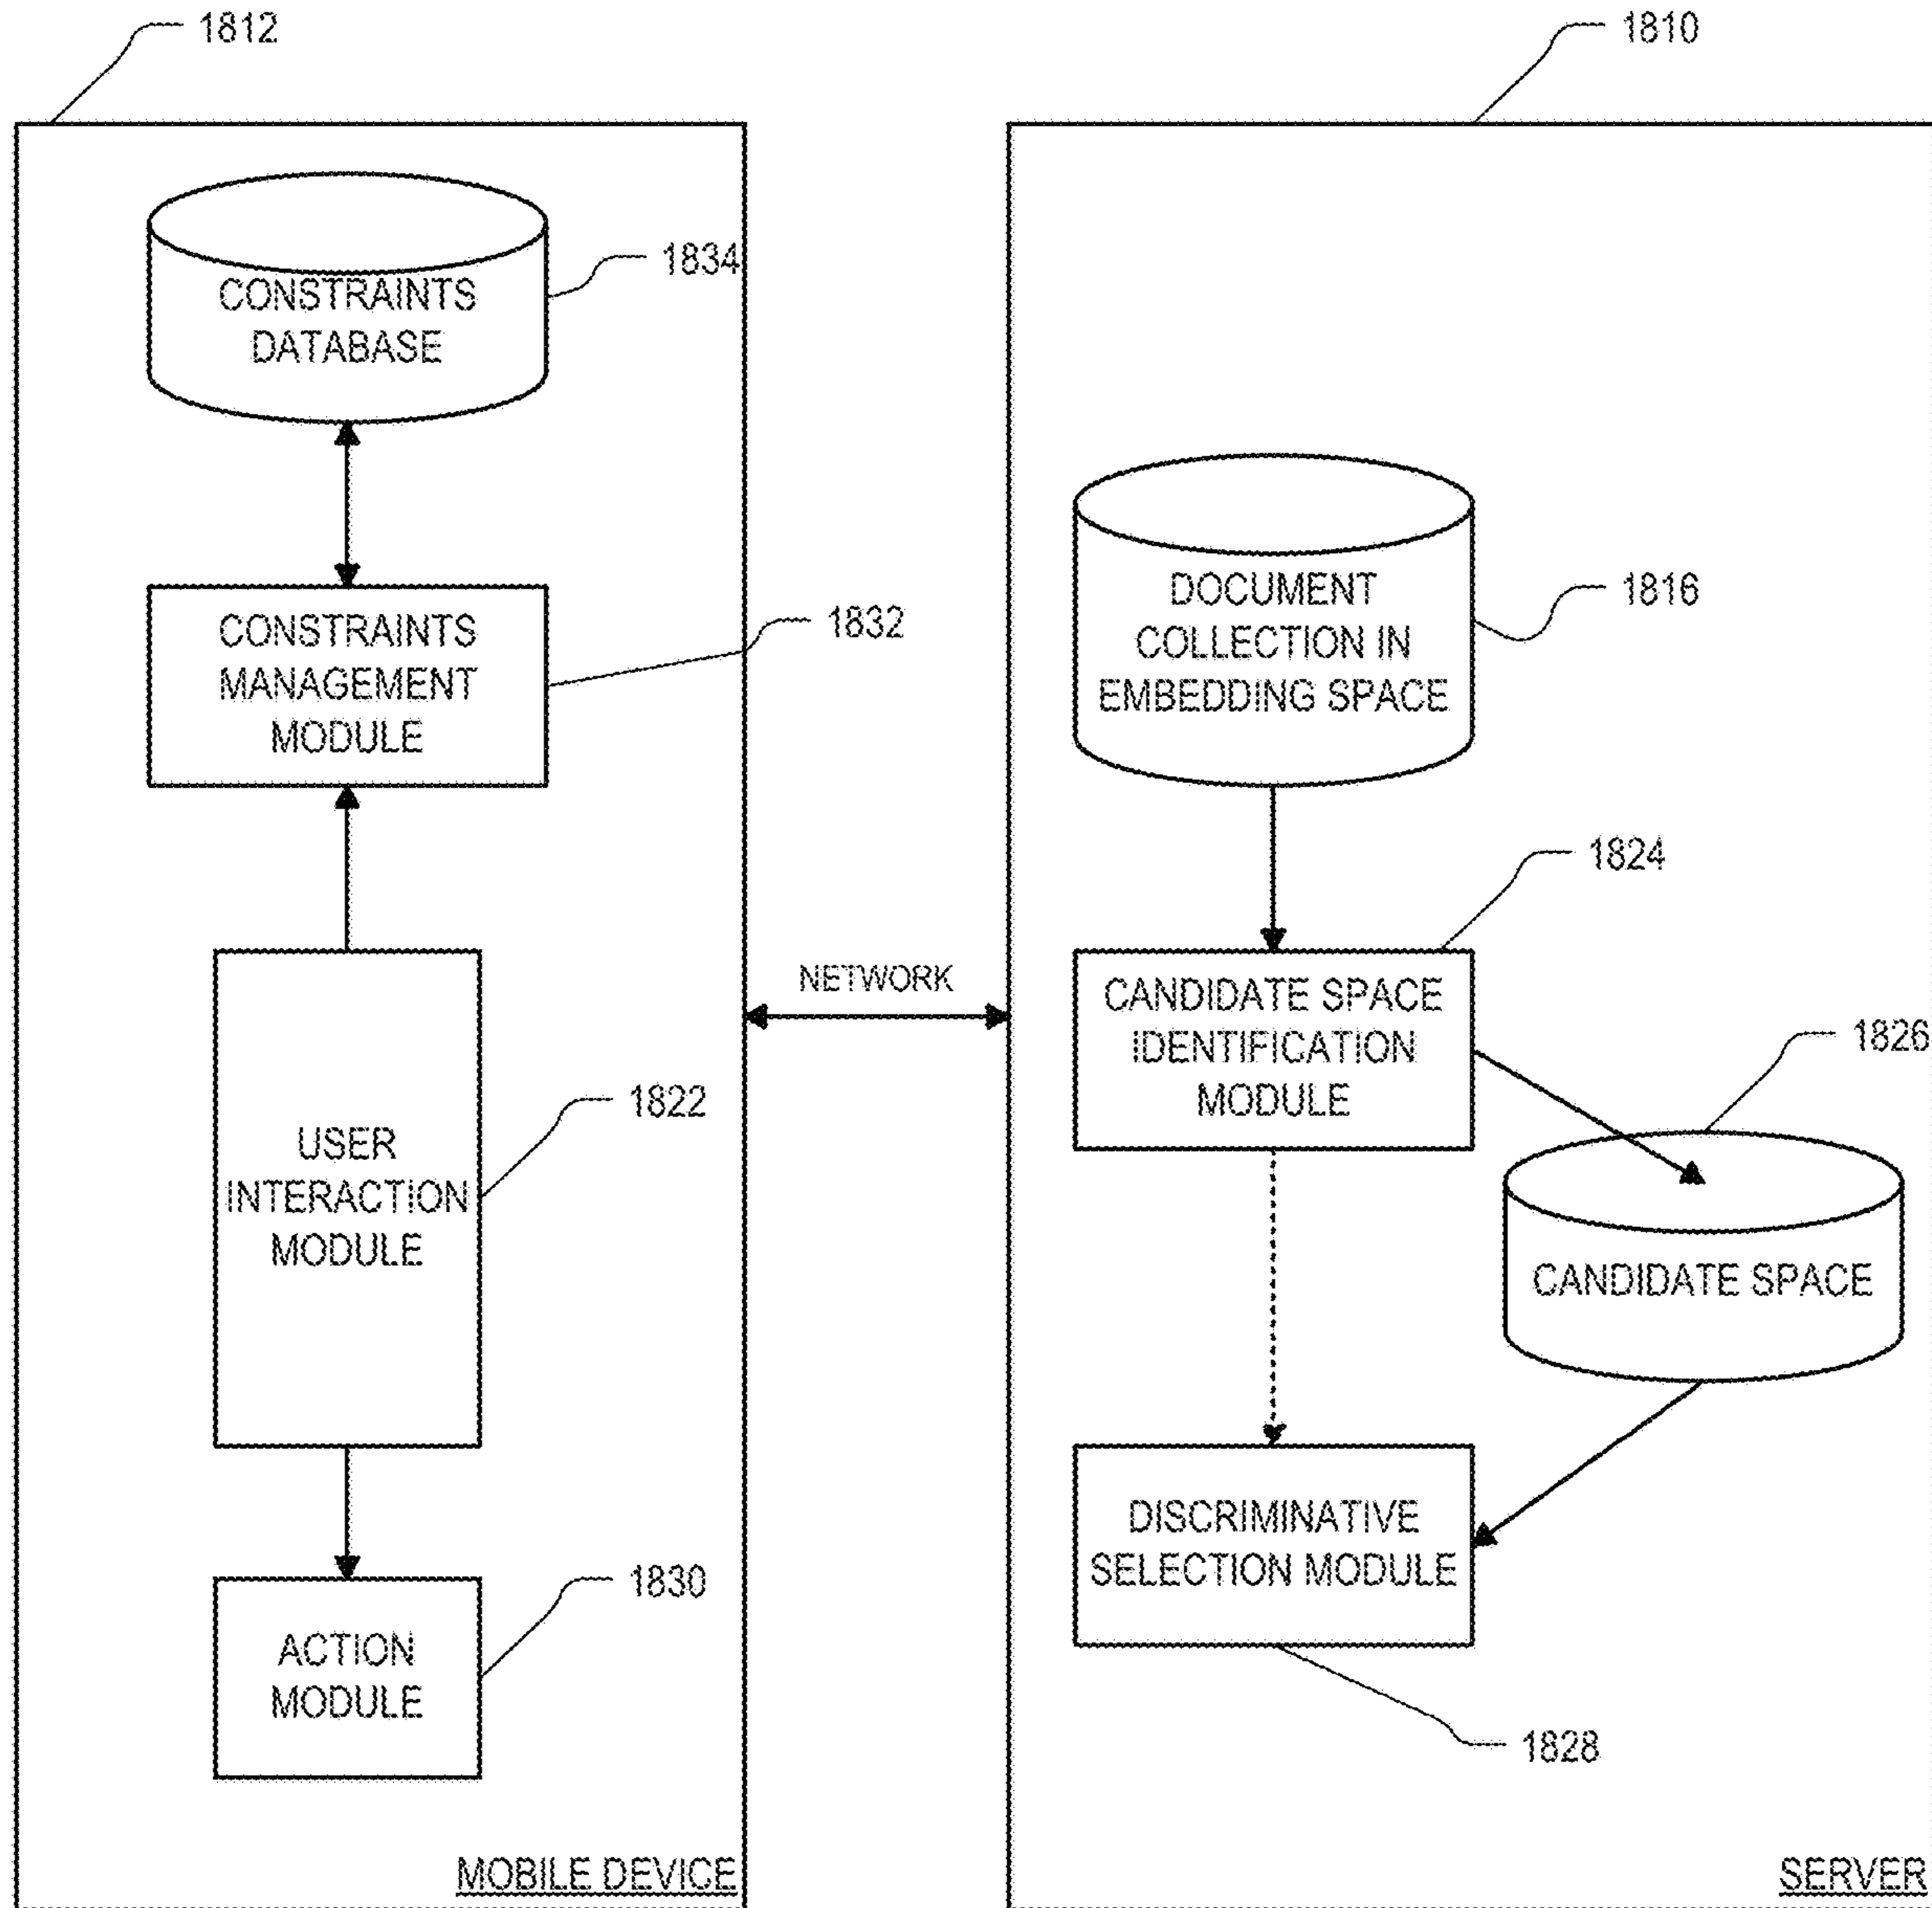 1812
1810
CONSTRAINTS
DATABASE
1834
CONSTRAINTS
MANAGEMENT
MODULE
1832
DOCUMENT
COLLECTION IN
EMBEDDING SPACE
1816
1824
NETWORK
CANDIDATE SPACE
IDENTIFICATION
MODULE
1826
USER
INTERACTION
MODULE
1822
CANDIDATE SPACE
DISCRIMINATIVE
SELECTION MODULE
1828
ACTION
MODULE
1830
MOBILE DEVICE
SERVER